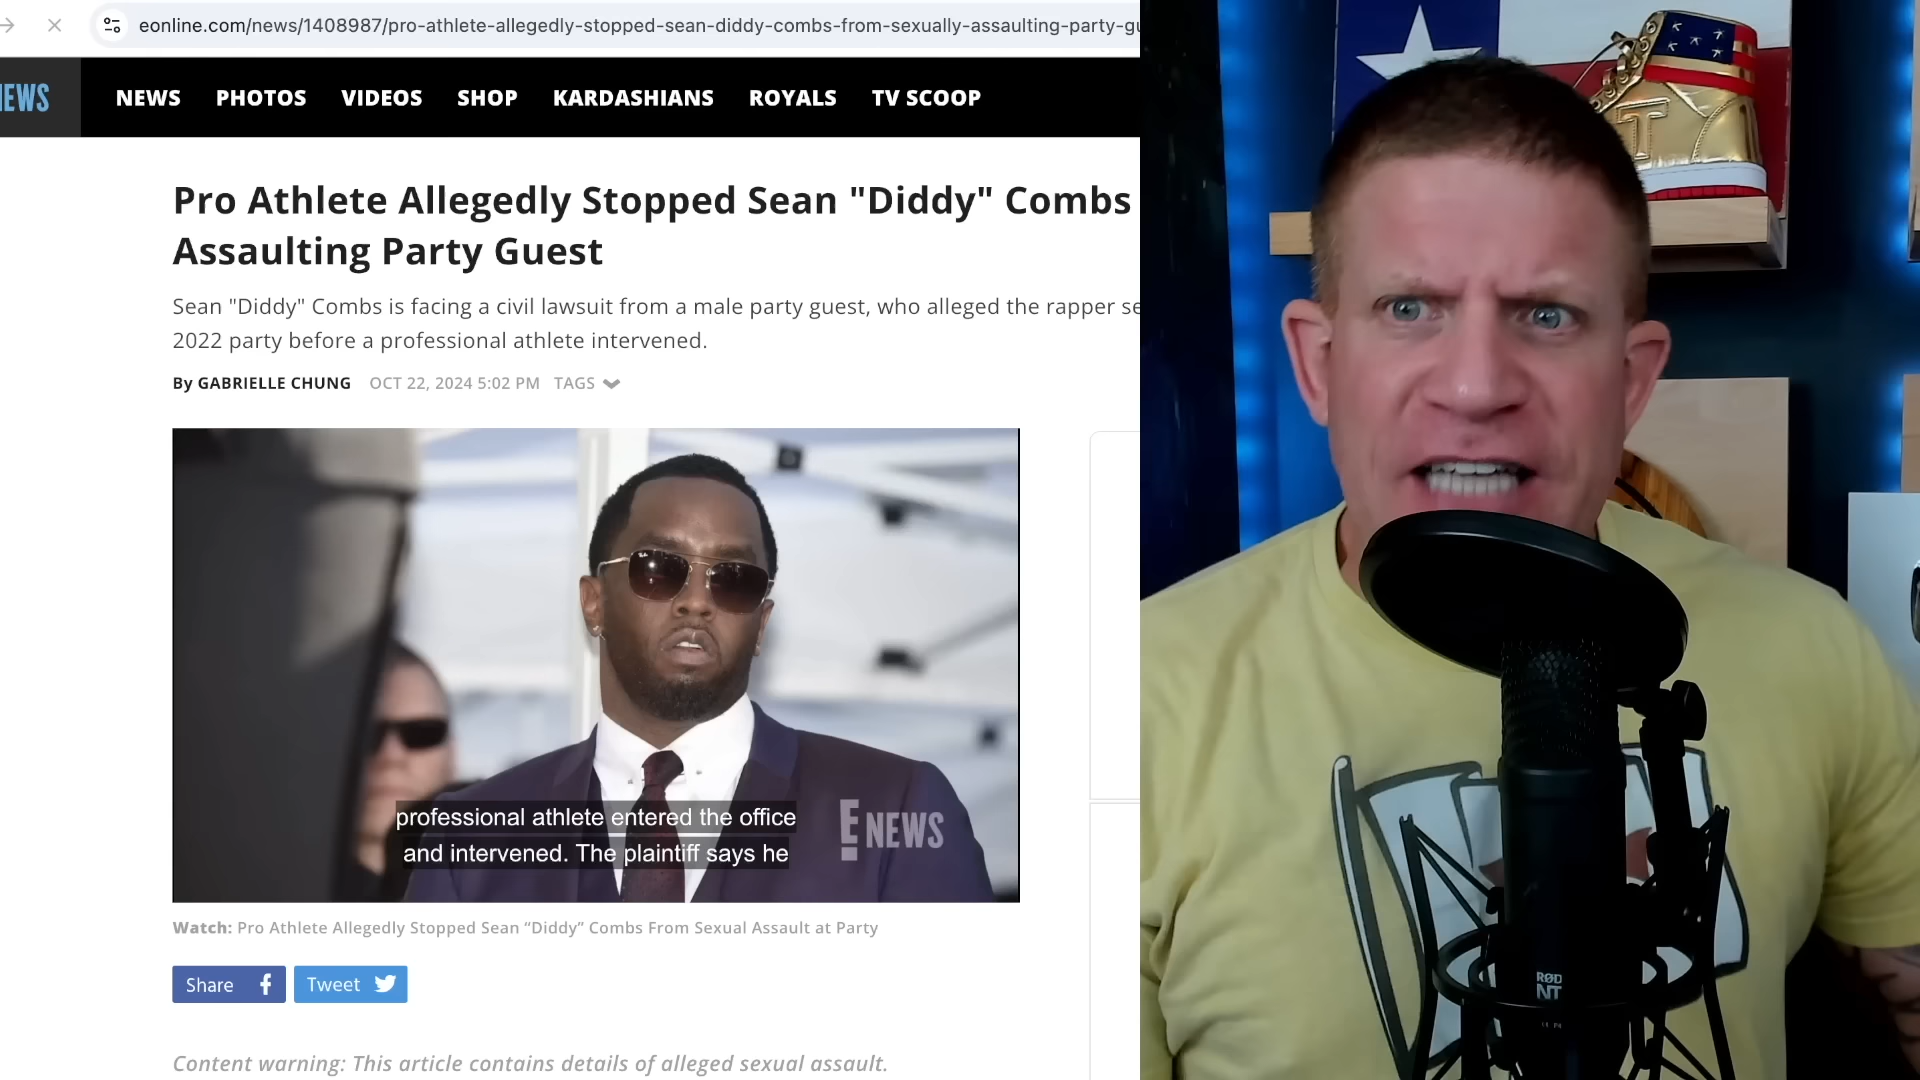 eonline.com/news/1408987/pro-athlete-allegedly-stopped-sean-diddy-combs-from-sexually-assaulting-party-gu
EWS
NEWS PHOTOS VIDEOS SHOP KARDASHIANS ROYALS TV SCOOP
Pro Athlete Allegedly Stopped Sean "Diddy" Combs
Assaulting Party Guest
Sean "Diddy" Combs is facing a civil lawsuit from a male party guest, who alleged the rapper se
2022 party before a professional athlete intervened.
By GABRIELLE CHUNG OCT 22, 2024 5:02 PM TAGS
professional athlete entered the office
and intervened. The plaintiff says he
E NEWS
Watch: Pro Athlete Allegedly Stopped Sean “Diddy” Combs From Sexual Assault at Party
Share f Tweet
Content warning: This article contains details of alleged sexual assault.
T
RØD
NT